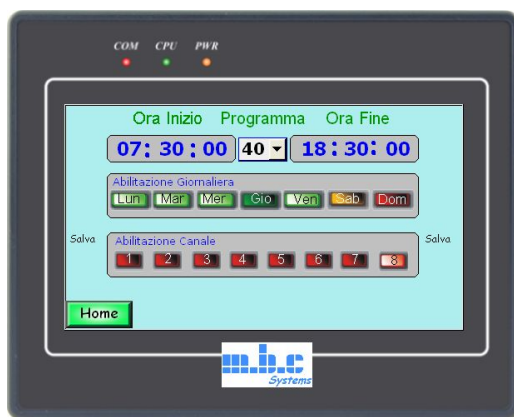 COM CPU PWR
Ora Inizio Programma Ora Fine
07: 30 : 00 40 18 : 30: 00
Abilitazione Giornaliera
Lun Mar Mer Gio Ven Sab Dom
Salva Abilitazione Canale Salva
1 2 3 4 5 6 7 8
Home
m.b.c
Systems